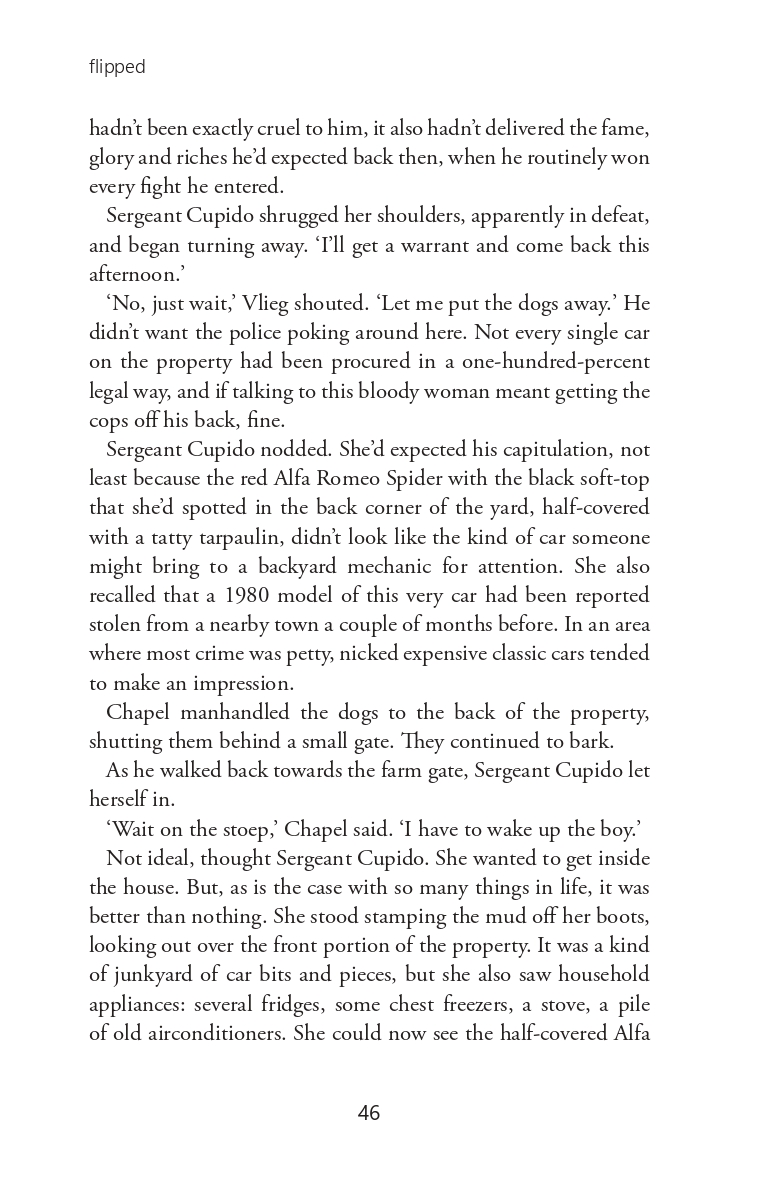 flipped
hadn’t been exactly cruel to him, it also hadn’t delivered the fame,
glory and riches he’d expected back then, when he routinely won
every fight he entered.
Sergeant Cupido shrugged her shoulders, apparently in defeat,
and began turning away. ‘I’ll get a warrant and come back this
afternoon.’
‘No, just wait,’ Vlieg shouted. ‘Let me put the dogs away.’ He
didn’t want the police poking around here. Not every single car
on the property had been procured in a one-hundred-percent
legal way, and if talking to this bloody woman meant getting the
cops off his back, fine.
Sergeant Cupido nodded. She’d expected his capitulation, not
least because the red Alfa Romeo Spider with the black soft-top
that she’d spotted in the back corner of the yard, half-covered
with a tatty tarpaulin, didn’t look like the kind of car someone
might bring to a backyard mechanic for attention. She also
recalled that a 1980 model of this very car had been reported
stolen from a nearby town a couple of months before. In an area
where most crime was petty, nicked expensive classic cars tended
to make an impression.
Chapel manhandled the dogs to the back of the property,
shutting them behind a small gate. They continued to bark.
As he walked back towards the farm gate, Sergeant Cupido let
herself in.
‘Wait on the stoep,’ Chapel said. ‘I have to wake up the boy.’
Not ideal, thought Sergeant Cupido. She wanted to get inside
the house. But, as is the case with so many things in life, it was
better than nothing. She stood stamping the mud off her boots,
looking out over the front portion of the property. It was a kind
of junkyard of car bits and pieces, but she also saw household
appliances: several fridges, some chest freezers, a stove, a pile
of old airconditioners. She could now see the half-covered Alfa
46